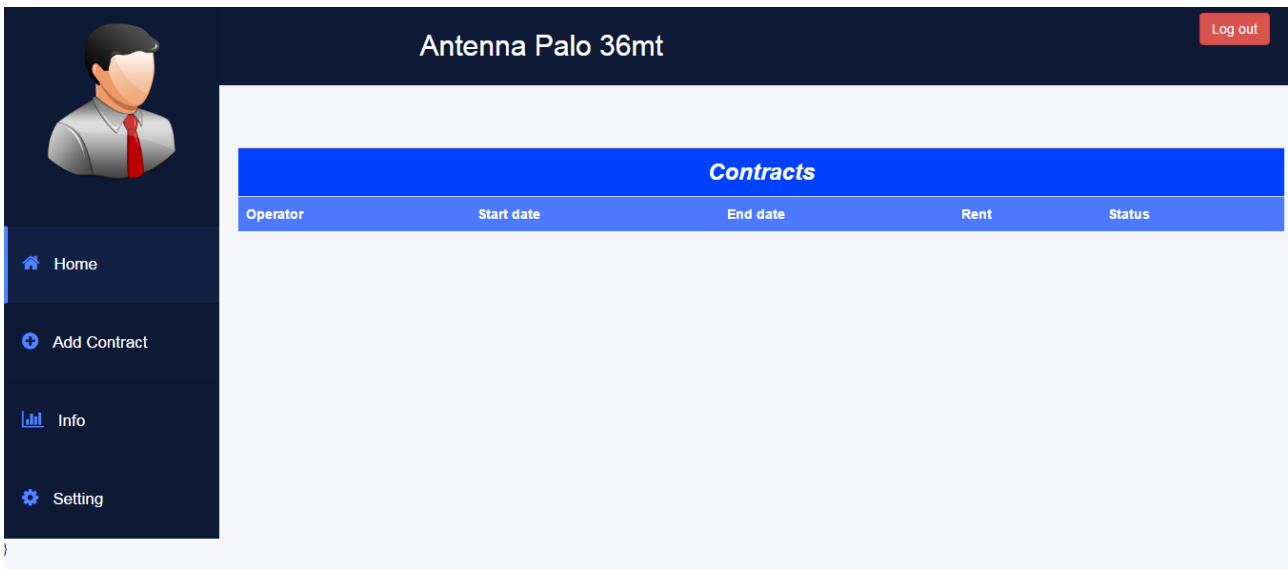 Antenna Palo 36mt
Log out
Contracts
Operator Start date End date Rent Status
Home
Add Contract
Info
Setting
}